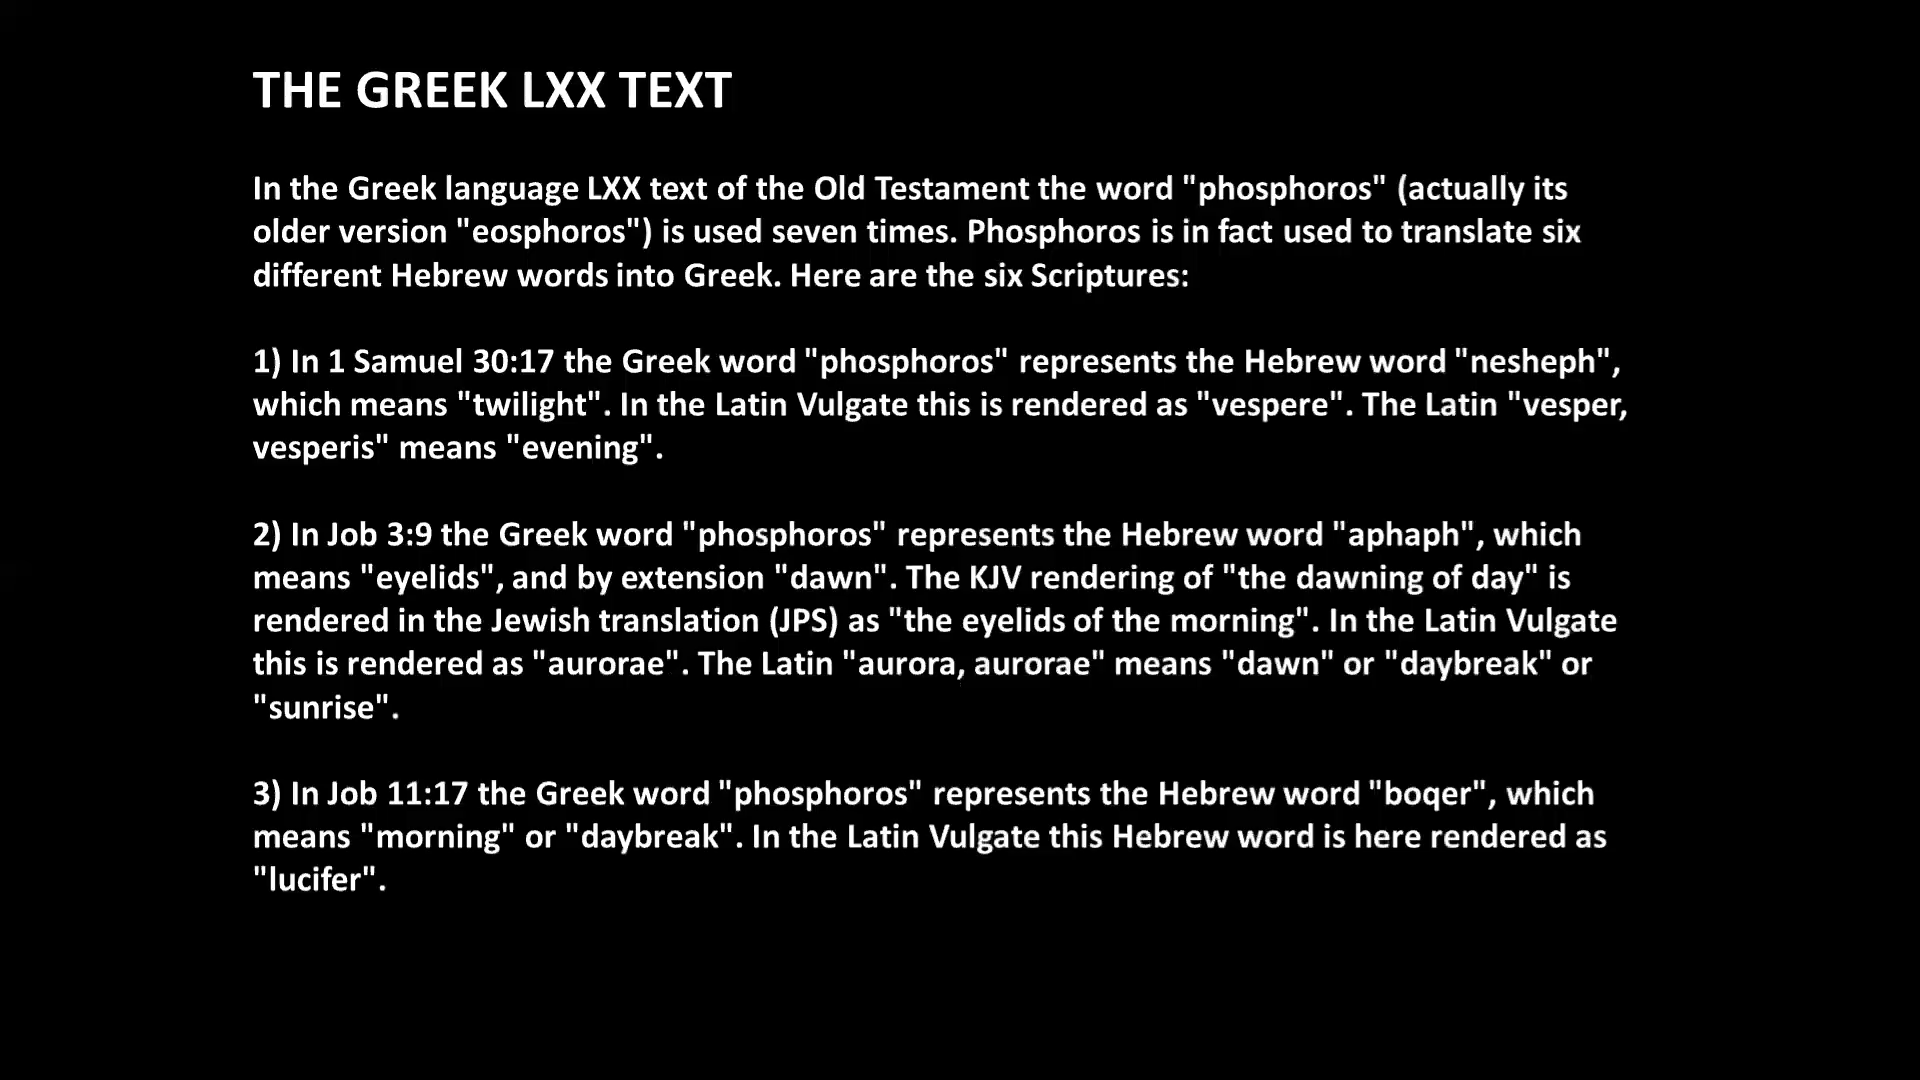 THE GREEK LXX TEXT
In the Greek language LXX text of the Old Testament the word "phosphoros" (actually its
older version "eosphoros") is used seven times. Phosphoros is in fact used to translate six
different Hebrew words into Greek. Here are the six Scriptures:
1) In 1 Samuel 30:17 the Greek word "phosphoros" represents the Hebrew word "nesheph",
which means "twilight". In the Latin Vulgate this is rendered as "vespere". The Latin "vesper,
vesperis" means "evening".
2) In Job 3:9 the Greek word "phosphoros" represents the Hebrew word "aphaph", which
means "eyelids", and by extension "dawn". The KJV rendering of "the dawning of day" is
rendered in the Jewish translation (JPS) as "the eyelids of the morning". In the Latin Vulgate
this is rendered as "aurorae". The Latin "aurora, aurorae" means "dawn" or "daybreak" or
"sunrise".
3) In Job 11:17 the Greek word "phosphoros" represents the Hebrew word "boqer", which
means "morning" or "daybreak". In the Latin Vulgate this Hebrew word is here rendered as
"lucifer".